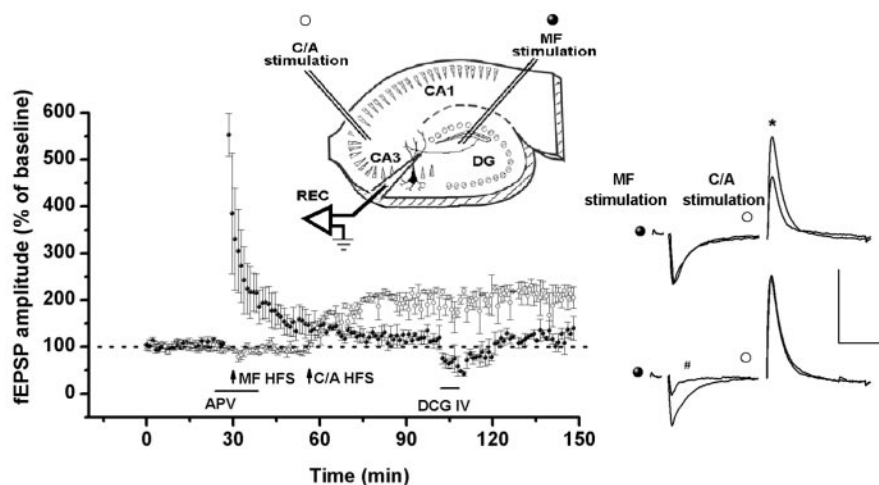 C/A
stimulation
MF
stimulation
CA1
CA3
DG
REC
600
500
400
300
200
100
0
fEPSP amplitude (% of baseline)
MF HFS
C/A HFS
APV
DCG IV
0
30
60
90
120
150
Time (min)
*
MF
stimulation
C/A
stimulation
#